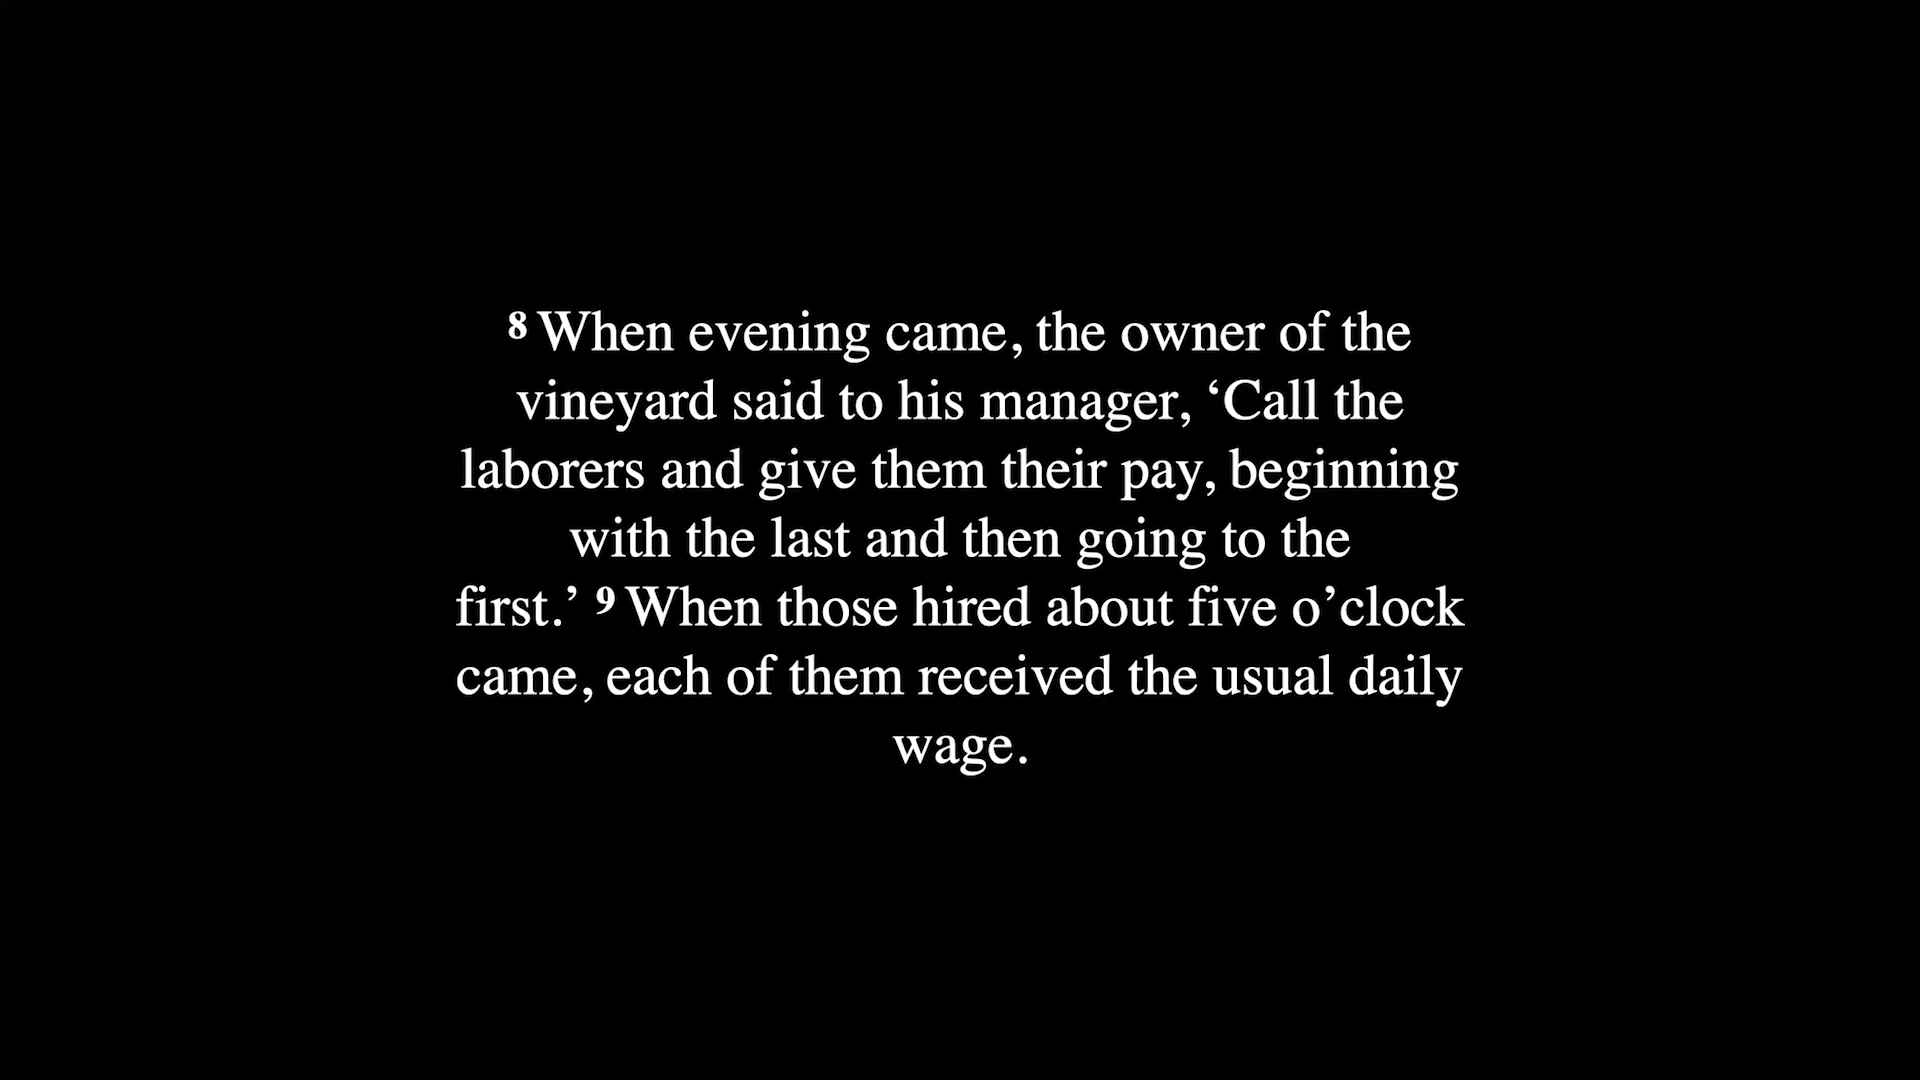 8 When evening came, the owner of the
vineyard said to his manager, ‘Call the
laborers and give them their pay, beginning
with the last and then going to the
first.’ 9 When those hired about five o’clock
came, each of them received the usual daily
wage.